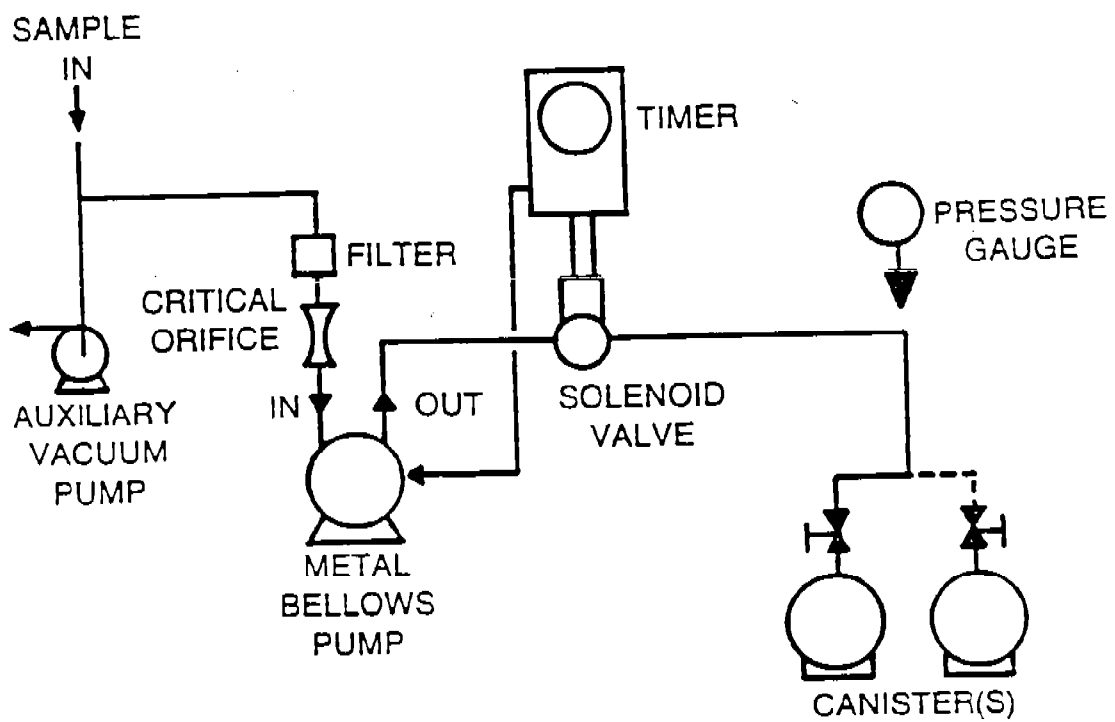 SAMPLE
IN
TIMER
PRESSURE
GAUGE
FILTER
CRITICAL
ORIFICE
IN
OUT
SOLENOID
VALVE
AUXILIARY
VACUUM
PUMP
METAL
BELLOWS
PUMP
CANISTER(S)